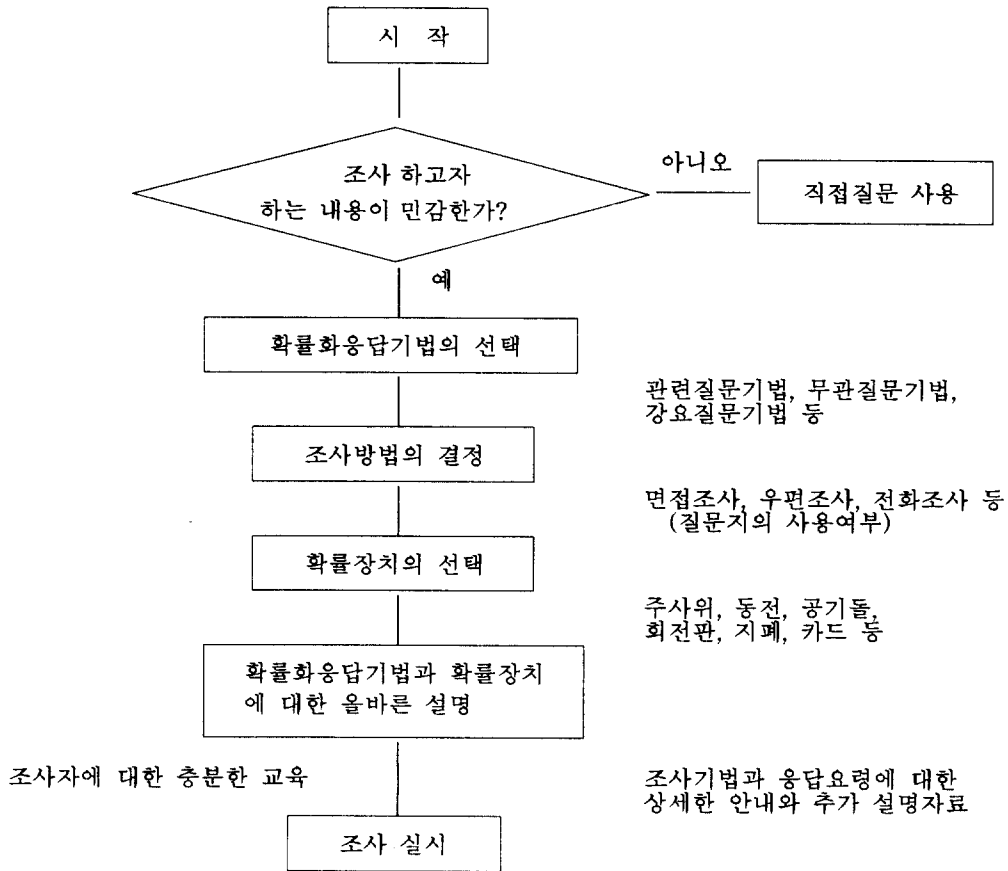 시 작
조사 하고자
하는 내용이 민감한가?
아니오
직접질문 사용
예
확률화응답기법의 선택
관련질문기법, 무관질문기법,
강요질문기법 등
조사방법의 결정
면접조사, 우편조사, 전화조사 등
(질문지의 사용여부)
확률장치의 선택
주사위, 동전, 공기돌,
회전판, 지폐, 카드 등
확률화응답기법과 확률장치
에 대한 올바른 설명
조사자에 대한 충분한 교육
조사기법과 응답요령에 대한
상세한 안내와 추가 설명자료
조사 실시